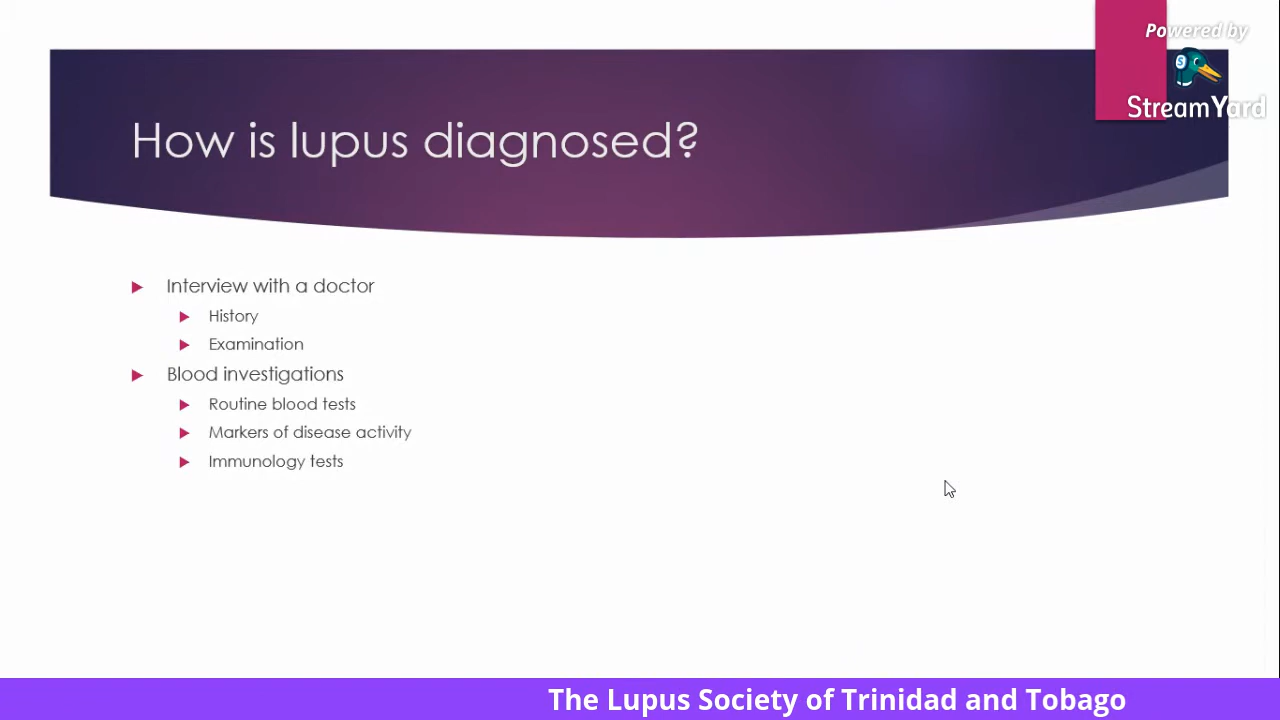 Powered by
StreamYard
How is lupus diagnosed?
Interview with a doctor
History
Examination
Blood investigations
Routine blood tests
Markers of disease activity
Immunology tests
The Lupus Society of Trinidad and Tobago